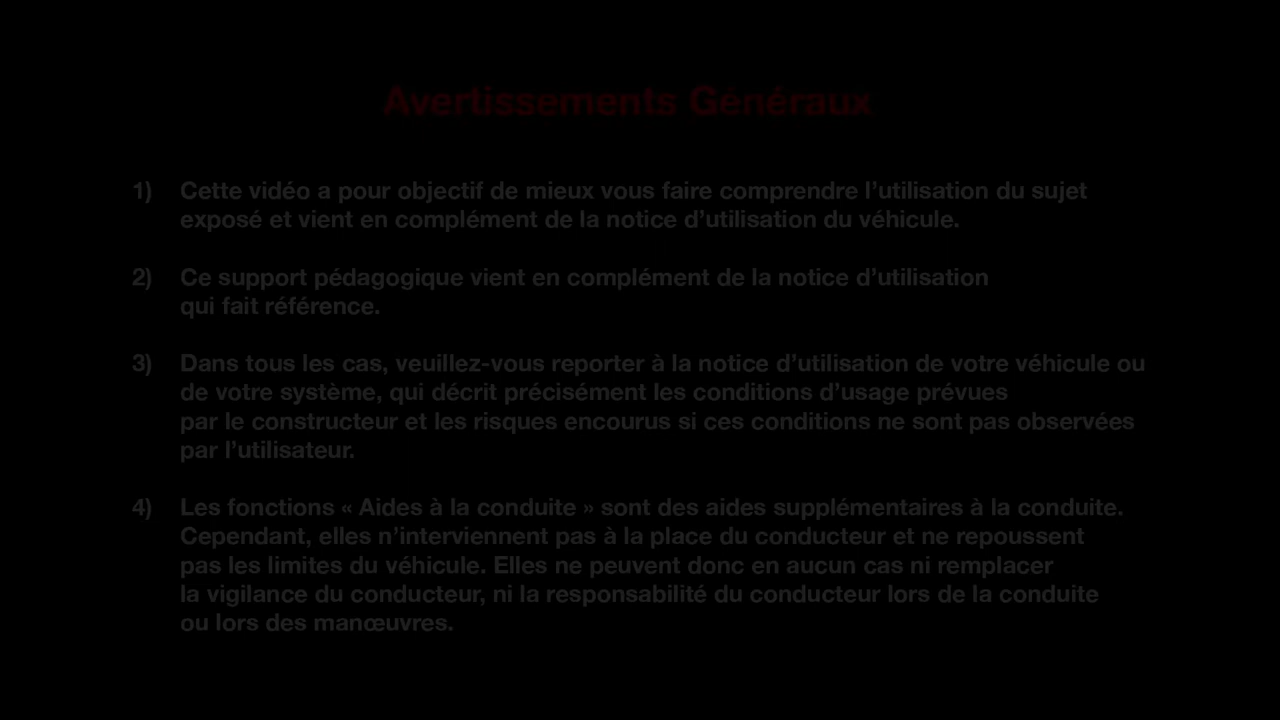 Avertissements Généraux
1) Cette vidéo a pour objectif de mieux vous faire comprendre l’utilisation du sujet
exposé et vient en complément de la notice d’utilisation du véhicule.
2) Ce support pédagogique vient en complément de la notice d’utilisation
qui fait référence.
3) Dans tous les cas, veuillez-vous reporter à la notice d’utilisation de votre véhicule ou
de votre système, qui décrit précisément les conditions d’usage prévues
par le constructeur et les risques encourus si ces conditions ne sont pas observées
par l’utilisateur.
4) Les fonctions « Aides à la conduite » sont des aides supplémentaires à la conduite.
Cependant, elles n’interviennent pas à la place du conducteur et ne repoussent
pas les limites du véhicule. Elles ne peuvent donc en aucun cas ni remplacer
la vigilance du conducteur, ni la responsabilité du conducteur lors de la conduite
ou lors des manœuvres.